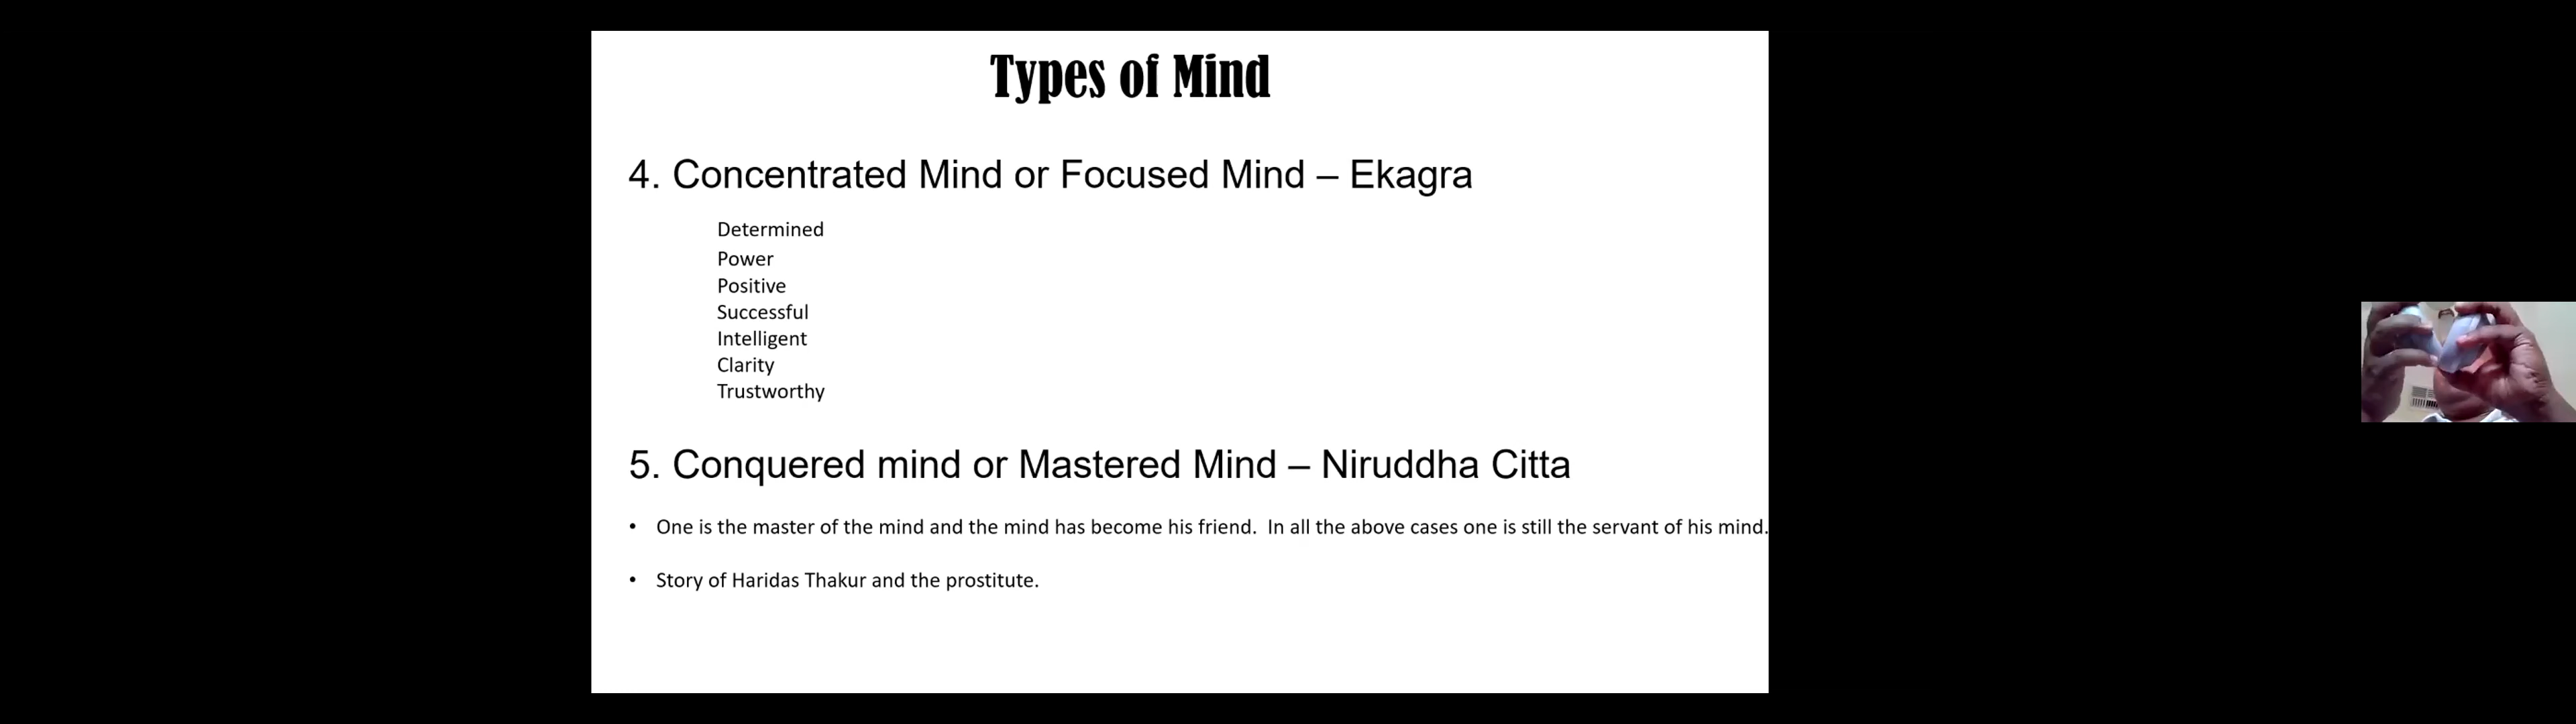 Types of Mind
4. Concentrated Mind or Focused Mind – Ekagra
Determined
Power
Positive
Successful
Intelligent
Clarity
Trustworthy
5. Conquered mind or Mastered Mind – Niruddha Citta
• One is the master of the mind and the mind has become his friend.  In all the above cases one is still the servant of his mind.
• Story of Haridas Thakur and the prostitute.